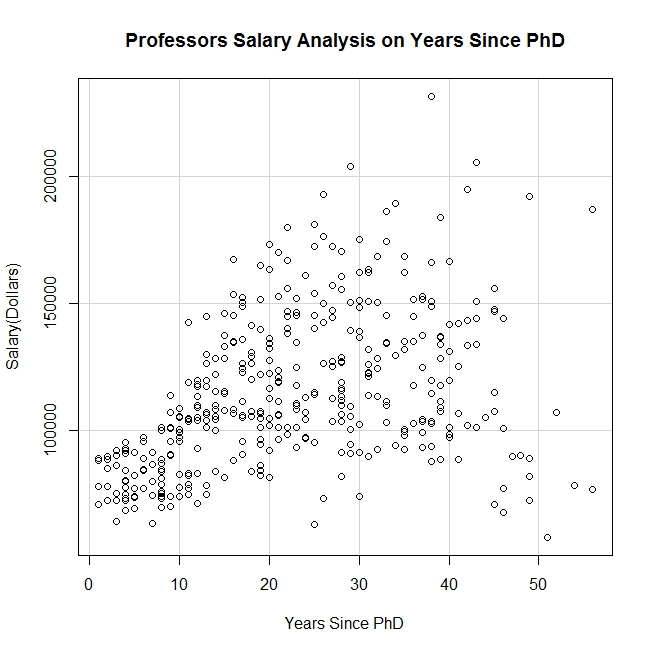 Professors Salary Analysis on Years Since PhD
200000
150000
100000
Salary(Dollars)
0 10 20 30 40 50
Years Since PhD